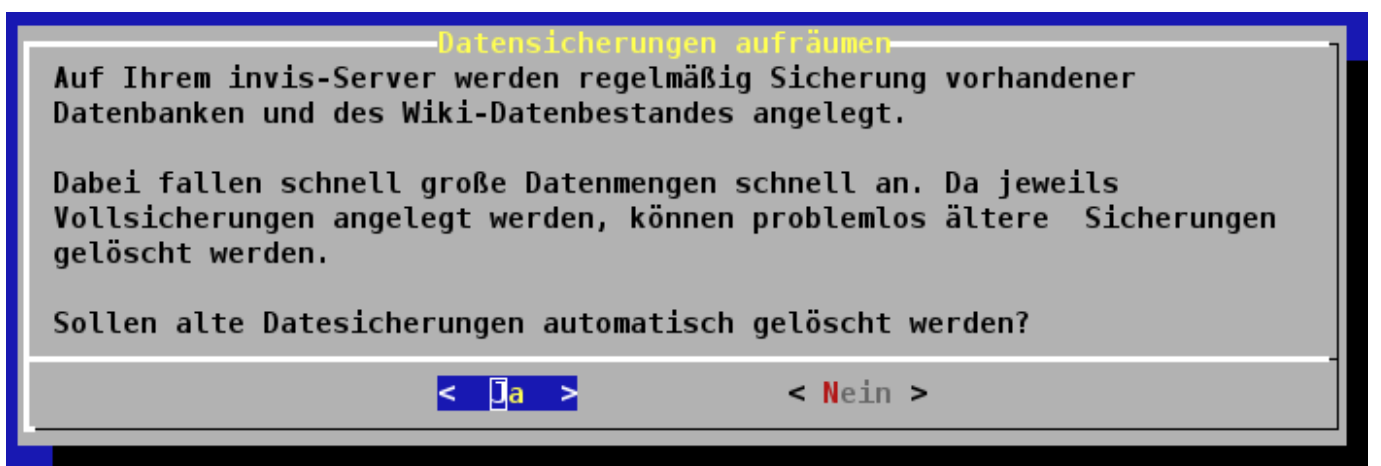 Datensicherungen aufräumen
Auf Ihrem invis-Server werden regelmäßig Sicherung vorhandener
Datenbanken und des Wiki-Datenbestandes angelegt.
Dabei fallen schnell große Datenmengen schnell an. Da jeweils
Vollsicherungen angelegt werden, können problemlos ältere  Sicherungen
gelöscht werden.
Sollen alte Datesicherungen automatisch gelöscht werden?
<  Ja  > < Nein >